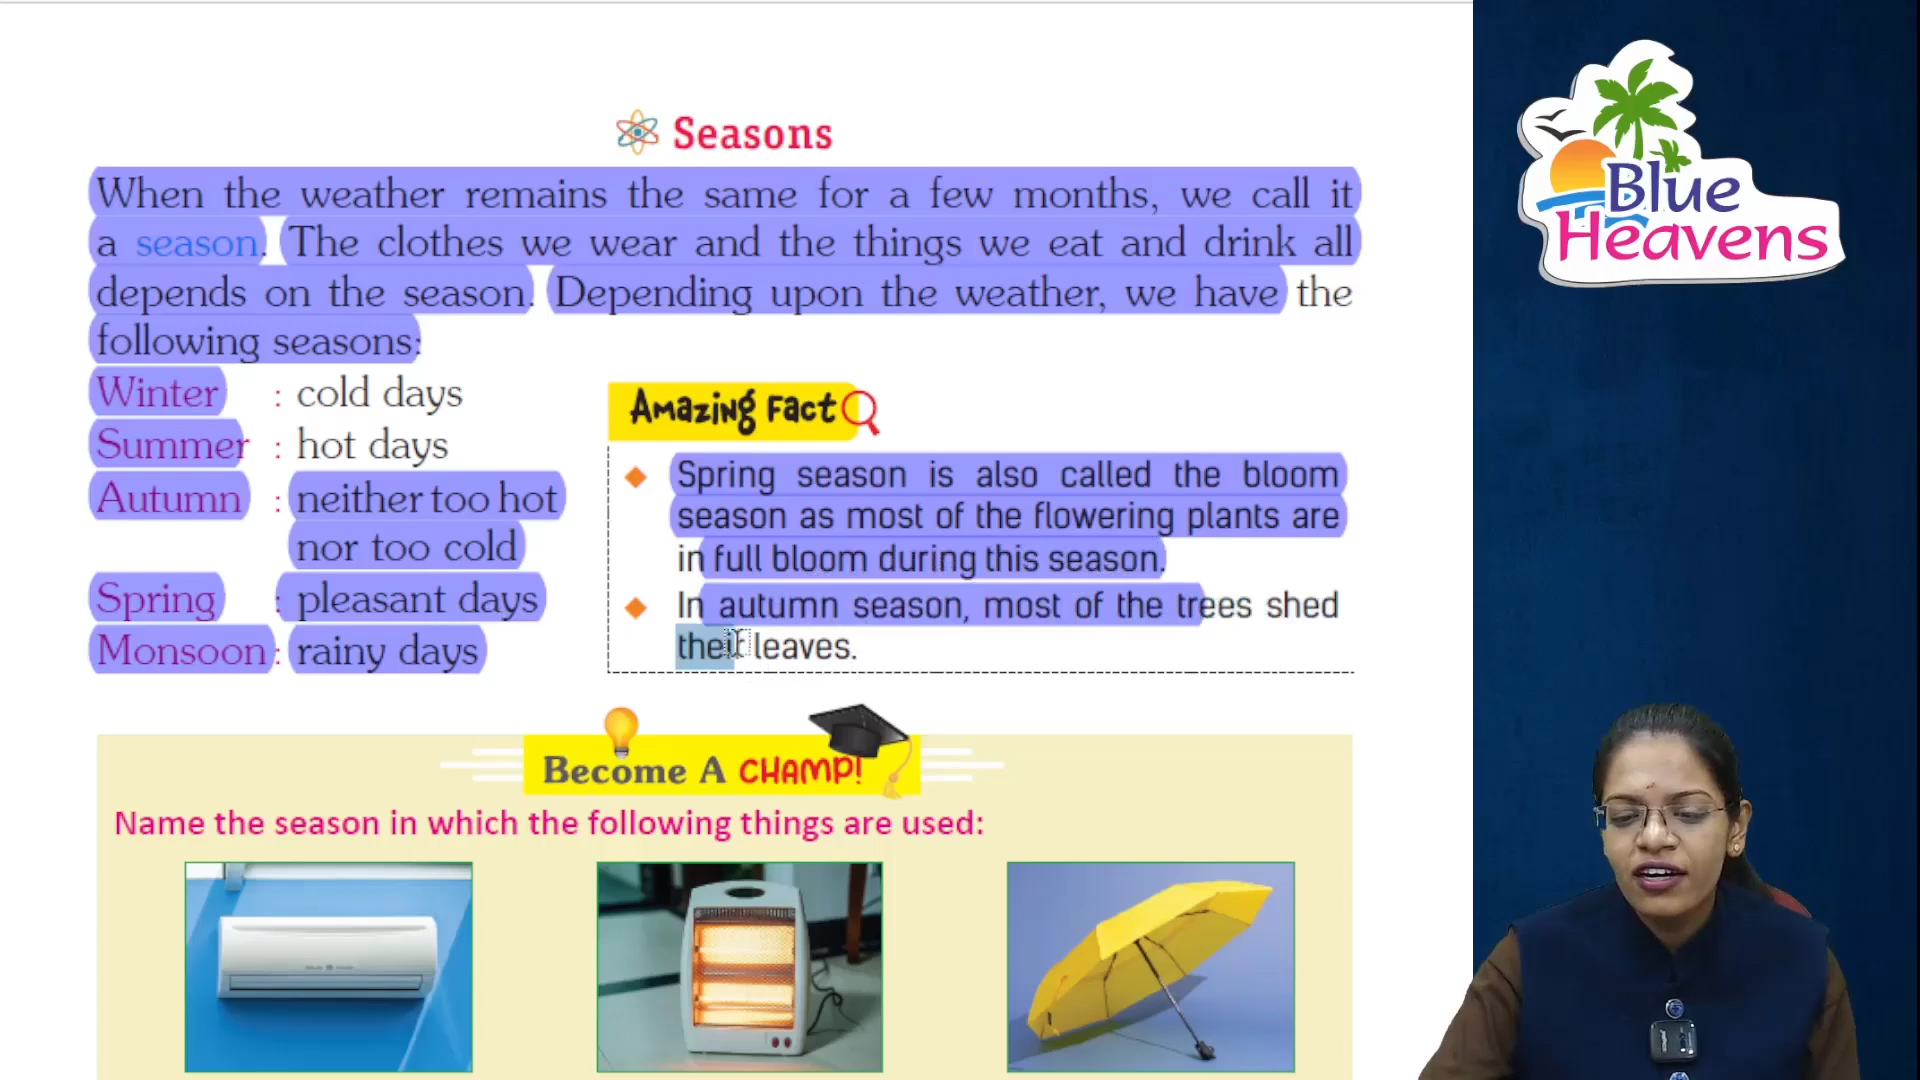 Seasons
When the weather remains the same for a few months, we call it
a season. The clothes we wear and the things we eat and drink all
depends on the season. Depending upon the weather, we have the
following seasons:
Winter : cold days
Summer : hot days
Autumn : neither too hot
nor too cold
Spring : pleasant days
Monsoon : rainy days
Amazing Fact
Spring season is also called the bloom
season as most of the flowering plants are
in full bloom during this season.
In autumn season, most of the trees shed
their leaves.
Become A CHAMP!
Name the season in which the following things are used:
Blue
Heavens